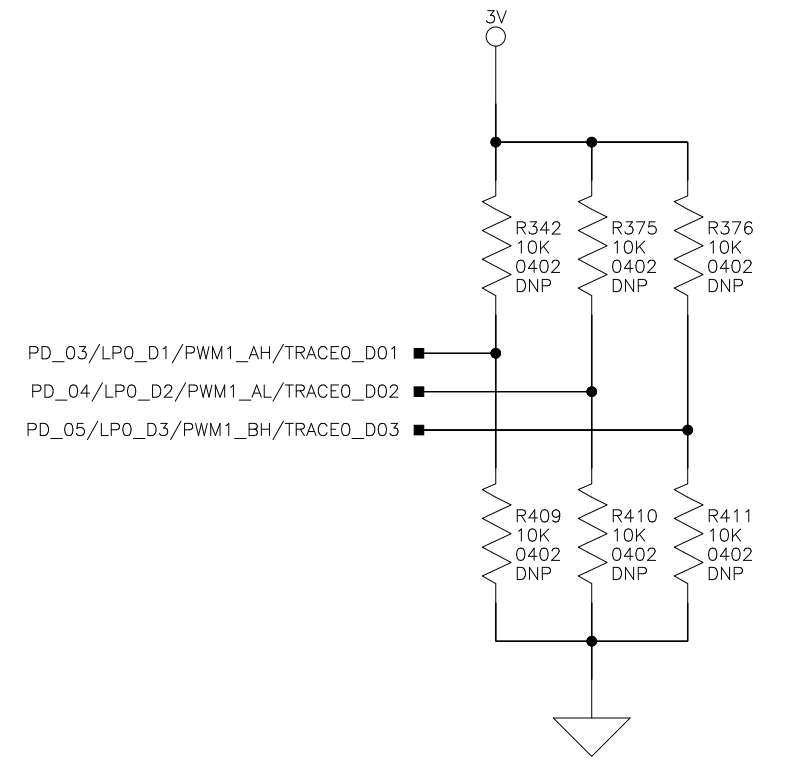 3V
R342
10K
0402
DNP
R375
10K
0402
DNP
R376
10K
0402
DNP
PD_03/LP0_D1/PWM1_AH/TRACE0_D01
PD_04/LP0_D2/PWM1_AL/TRACE0_D02
PD_05/LP0_D3/PWM1_BH/TRACE0_D03
R409
10K
0402
DNP
R410
10K
0402
DNP
R411
10K
0402
DNP